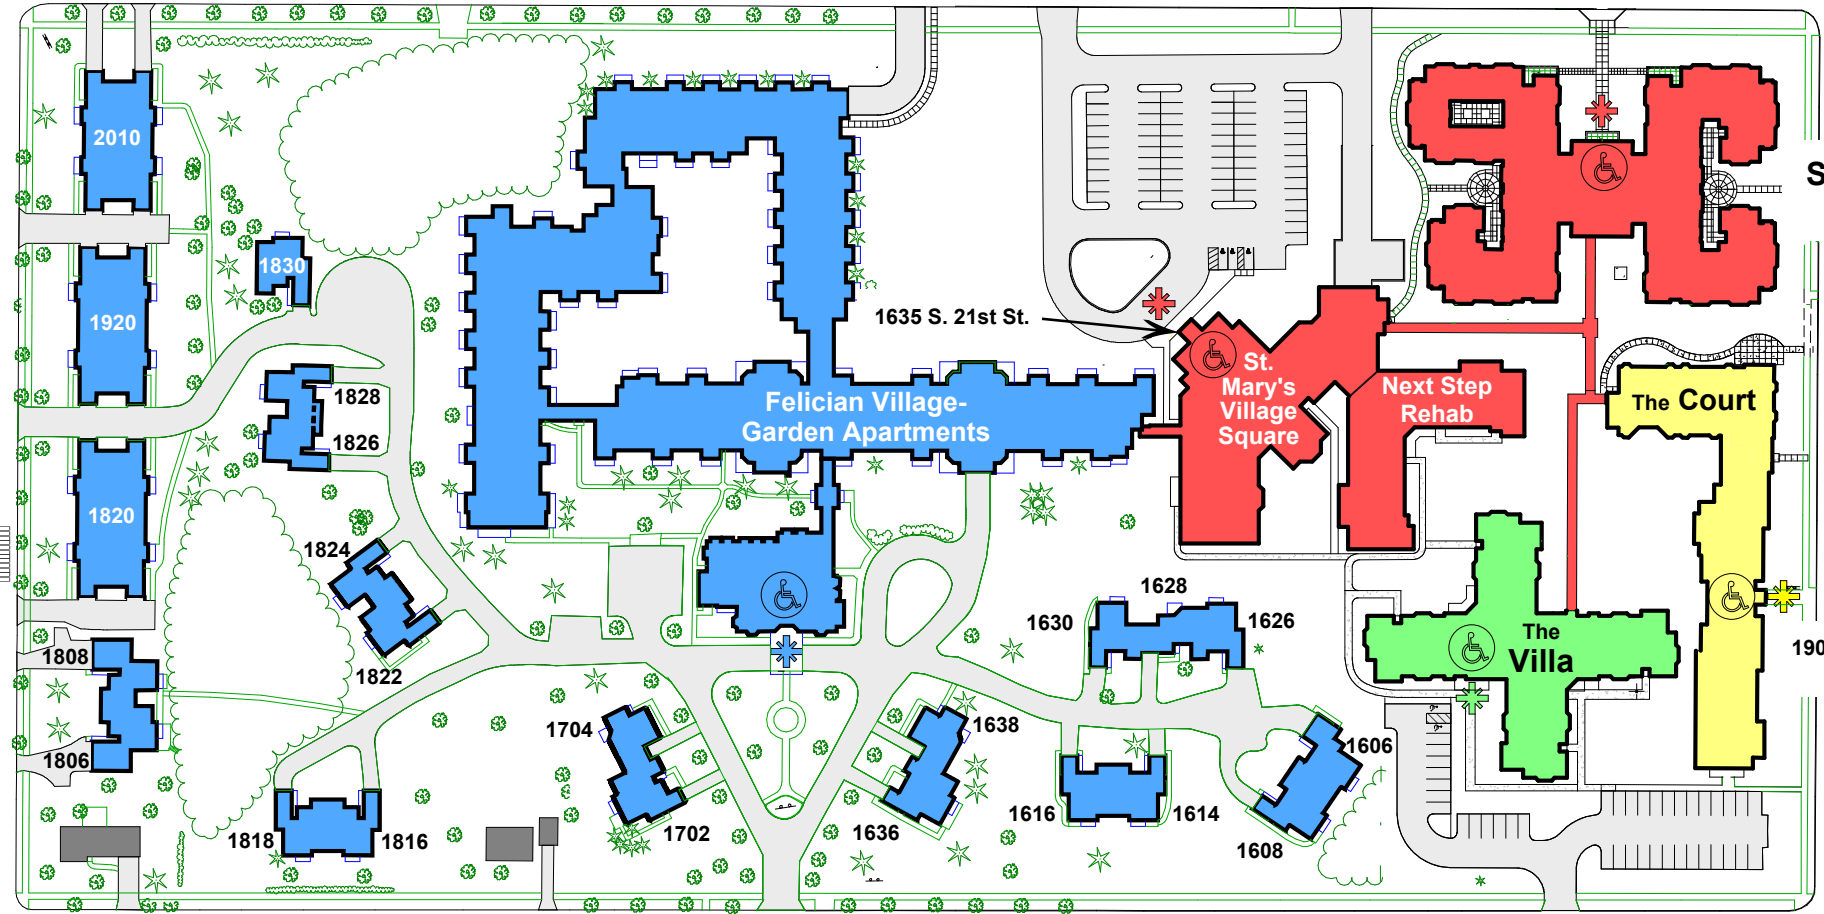 2010
S
1830
1635 S. 21st St.
1920
St.
Mary's
Village
Square
Next Step
Rehab
1828
Felician Village-
Garden Apartments
The Court
1826
1820
1824
1628
1630
1626
The
Villa
190
1808
1822
1704
1638
1606
1806
1616
1614
1818
1816
1702
1636
1608